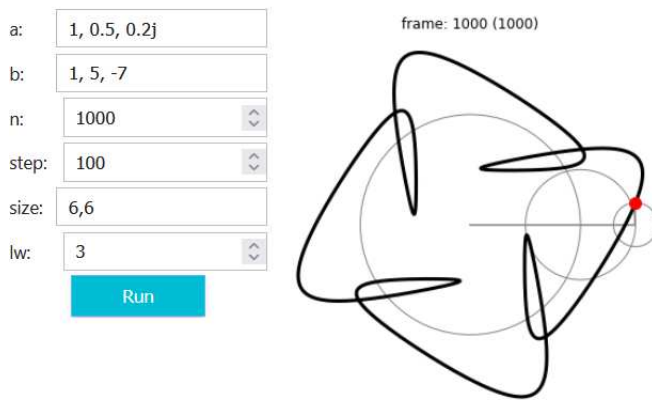 a: 1, 0.5, 0.2j
b: 1, 5, -7
n: 1000
step: 100
size: 6,6
lw: 3
Run
frame: 1000 (1000)